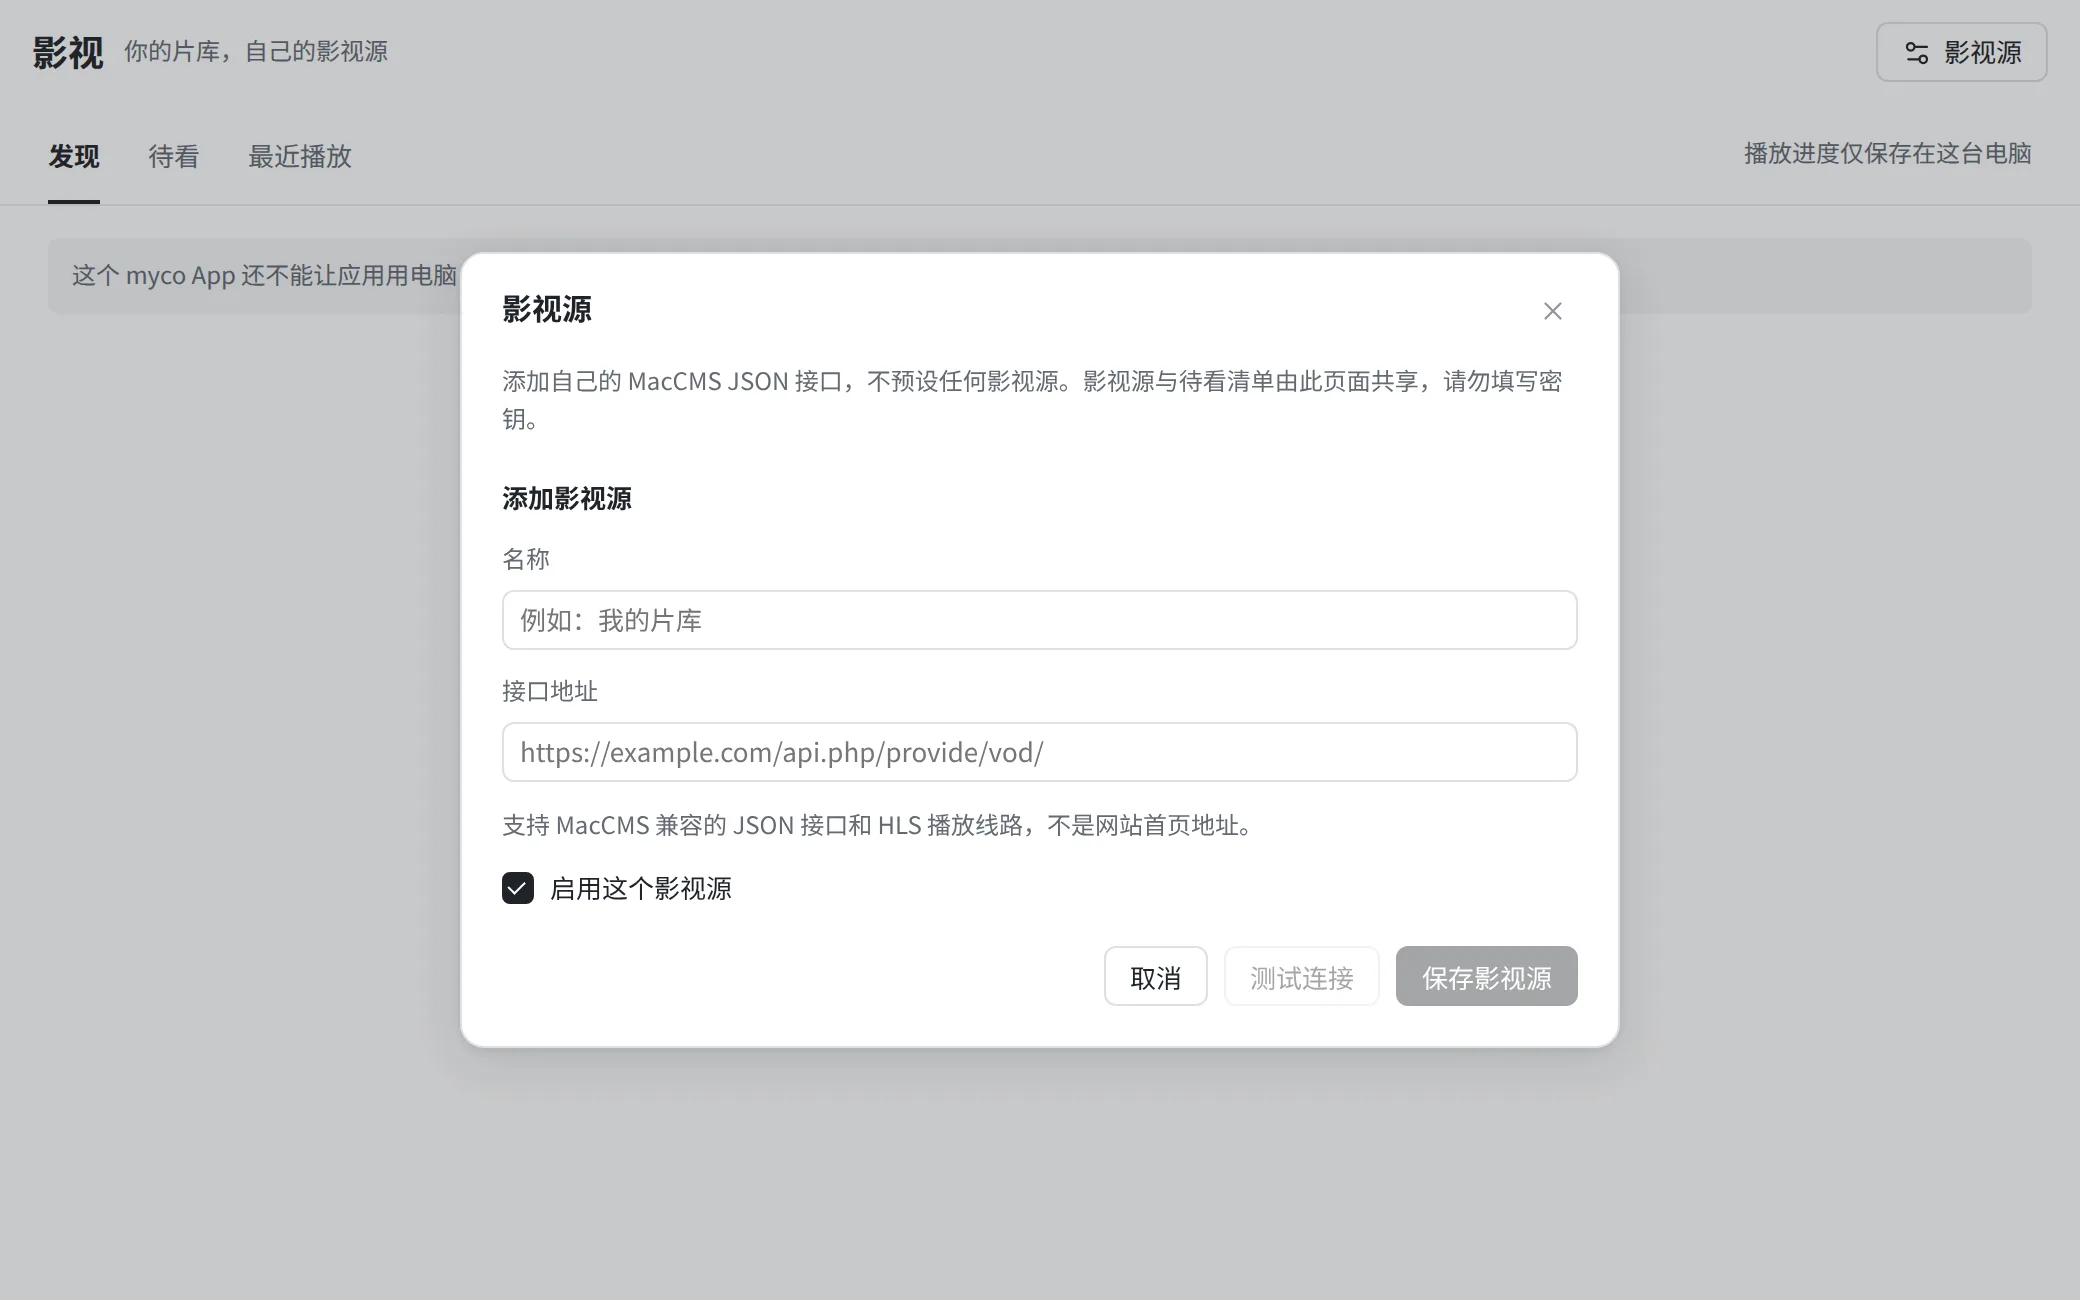 影视 你的片库，自己的影视源
影视源
发现 待看 最近播放
播放进度仅保存在这台电脑
这个 myco App 还不能让应用用电脑
影视源
添加自己的 MacCMS JSON 接口，不预设任何影视源。影视源与待看清单由此页面共享，请勿填写密
钥。
添加影视源
名称
例如：我的片库
接口地址
https://example.com/api.php/provide/vod/
支持 MacCMS 兼容的 JSON 接口和 HLS 播放线路，不是网站首页地址。
启用这个影视源
取消 测试连接 保存影视源